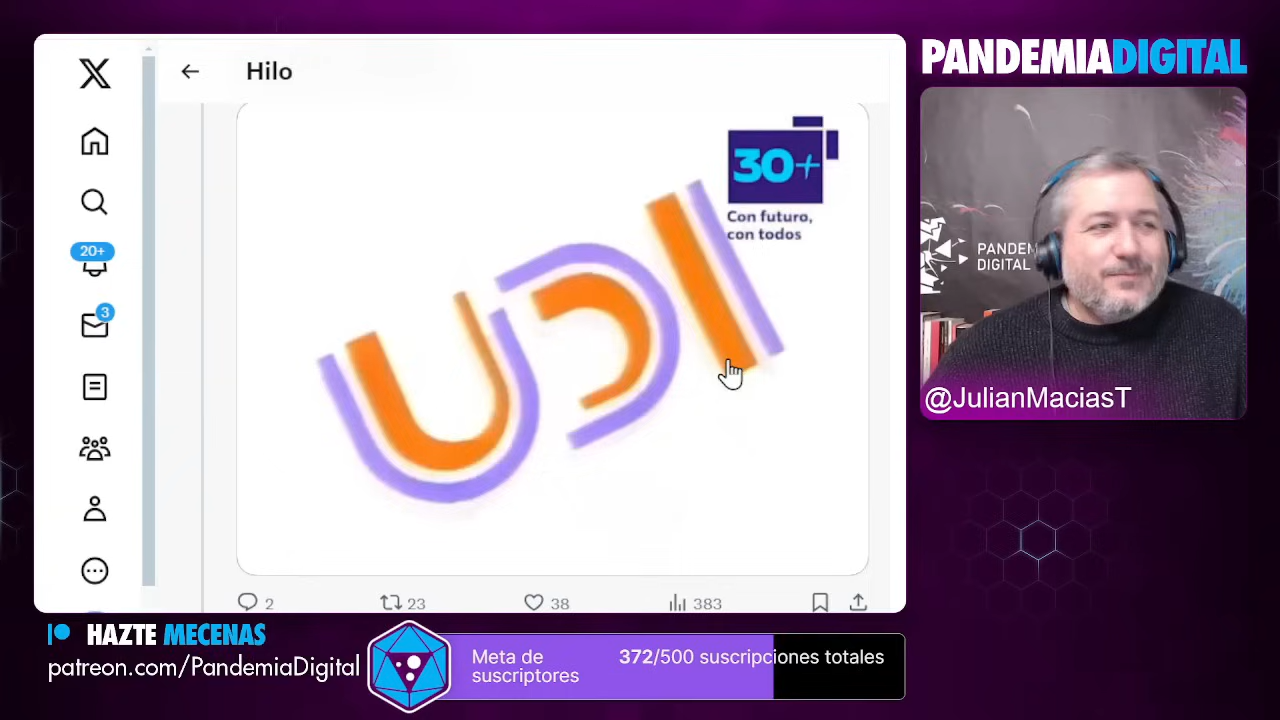 Hilo
20+
3
30+
Con futuro,
con todos
UDI
2
23
38
383
PANDEMIADIGITAL
PANDEM
DIGITAL
@JulianMaciasT
HAZTE MECENAS
patreon.com/PandemiaDigital
Meta de
suscriptores
372/500 suscripciones totales